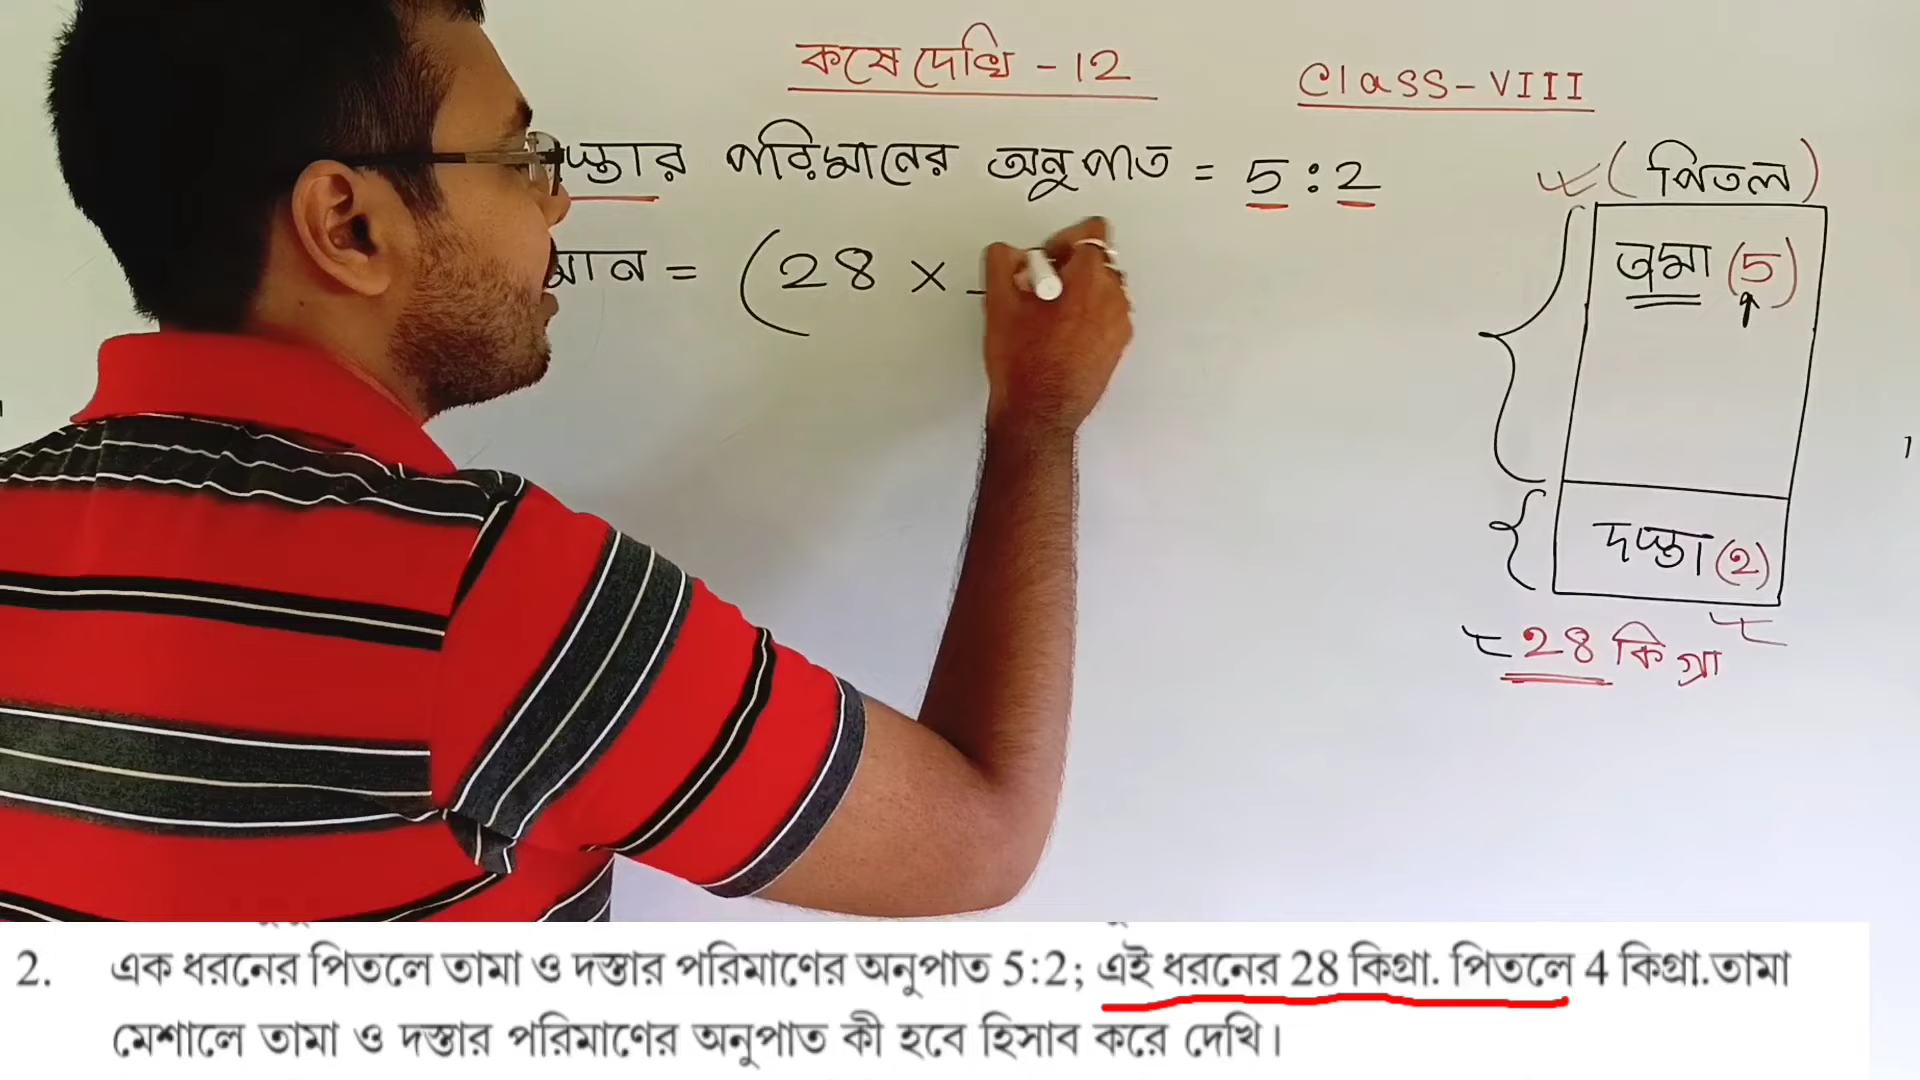 কষে দেখি - 12
Class - VIII
দস্তার পরিমানের অনুপাত = 5 : 2
(পিতল)
মান = (28 ×
তামা (5)
দস্তা (2)
28 কিগ্রা
2. এক ধরনের পিতলে তামা ও দস্তার পরিমাণের অনুপাত 5:2; এই ধরনের 28 কিগ্রা. পিতলে 4 কিগ্রা.তামা
মেশালে তামা ও দস্তার পরিমাণের অনুপাত কী হবে হিসাব করে দেখি।